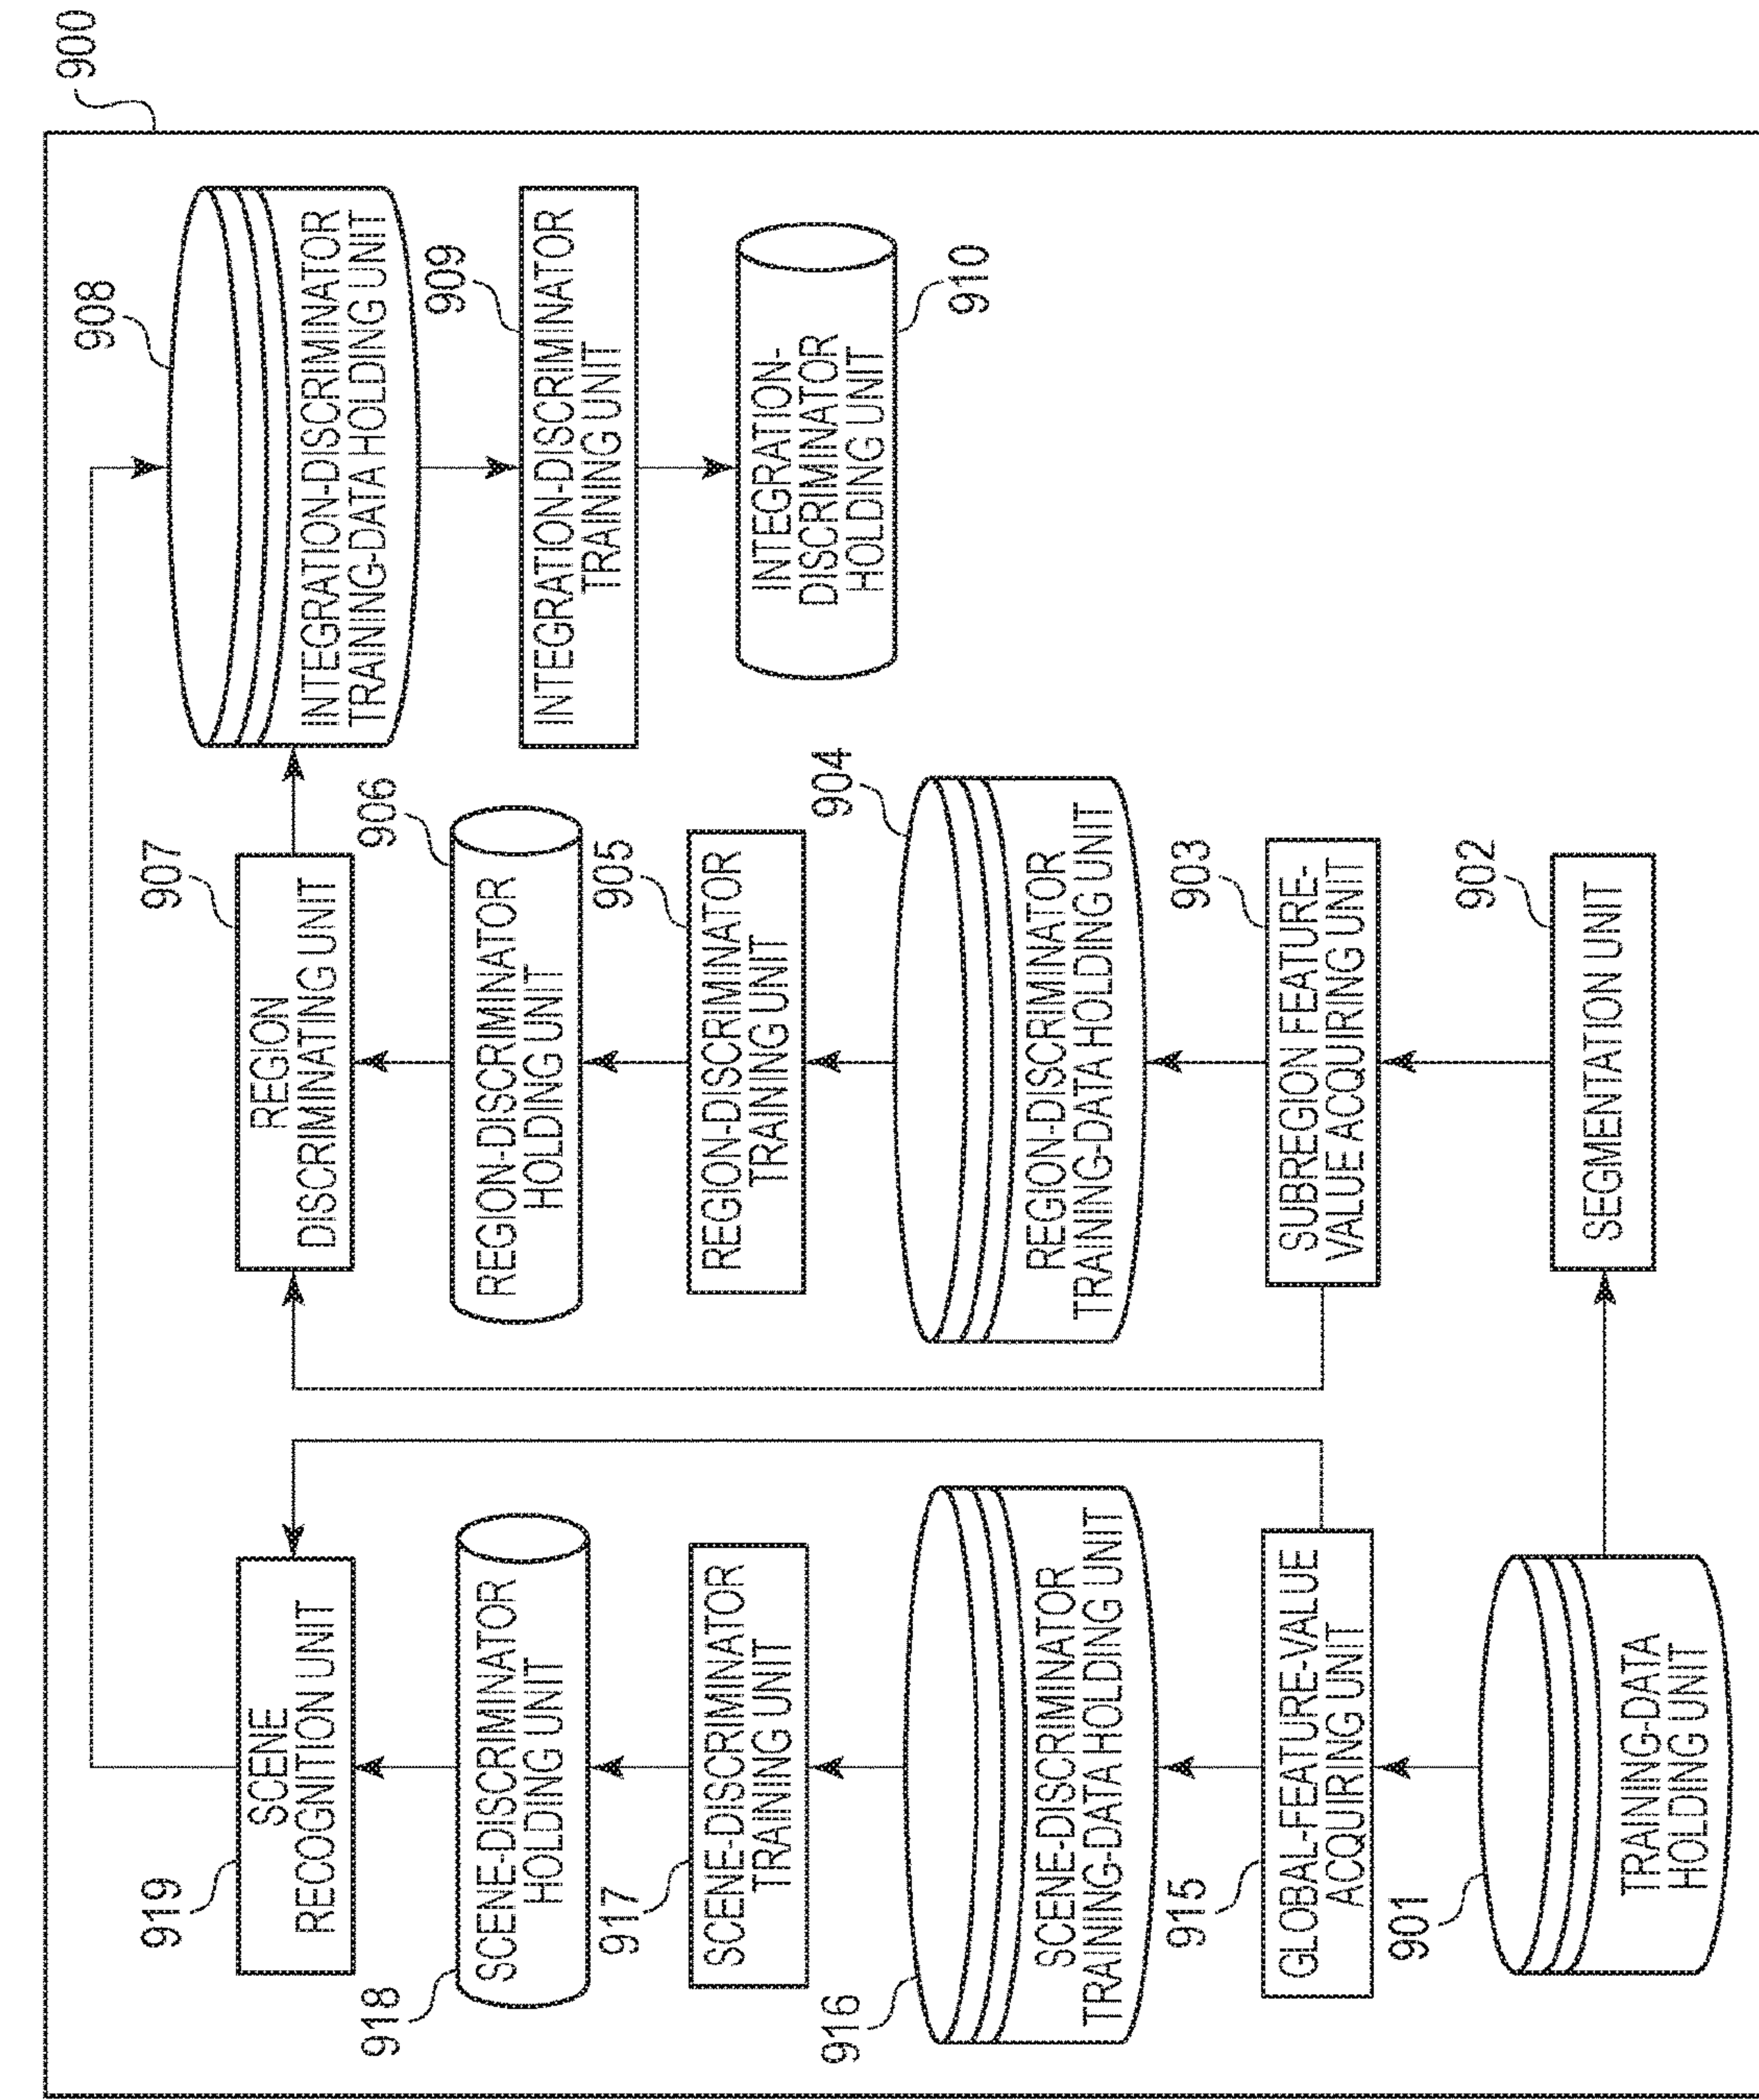 900
919
SCENE
RECOGNITION UNIT
918
SCENE-DISCRIMINATOR
HOLDING UNIT
917
SCENE-DISCRIMINATOR
TRAINING UNIT
916
SCENE-DISCRIMINATOR
TRAINING-DATA HOLDING UNIT
915
GLOBAL-FEATURE-VALUE
ACQUIRING UNIT
901
TRAINING-DATA
HOLDING UNIT
907
REGION
DISCRIMINATING UNIT
906
REGION-DISCRIMINATOR
HOLDING UNIT
905
REGION-DISCRIMINATOR
TRAINING UNIT
904
REGION-DISCRIMINATOR
TRAINING-DATA HOLDING UNIT
903
SUBREGION FEATURE-
VALUE ACQUIRING UNIT
902
SEGMENTATION UNIT
908
INTEGRATION-DISCRIMINATOR
TRAINING-DATA HOLDING UNIT
909
INTEGRATION-DISCRIMINATOR
TRAINING UNIT
910
INTEGRATION-
DISCRIMINATOR
HOLDING UNIT